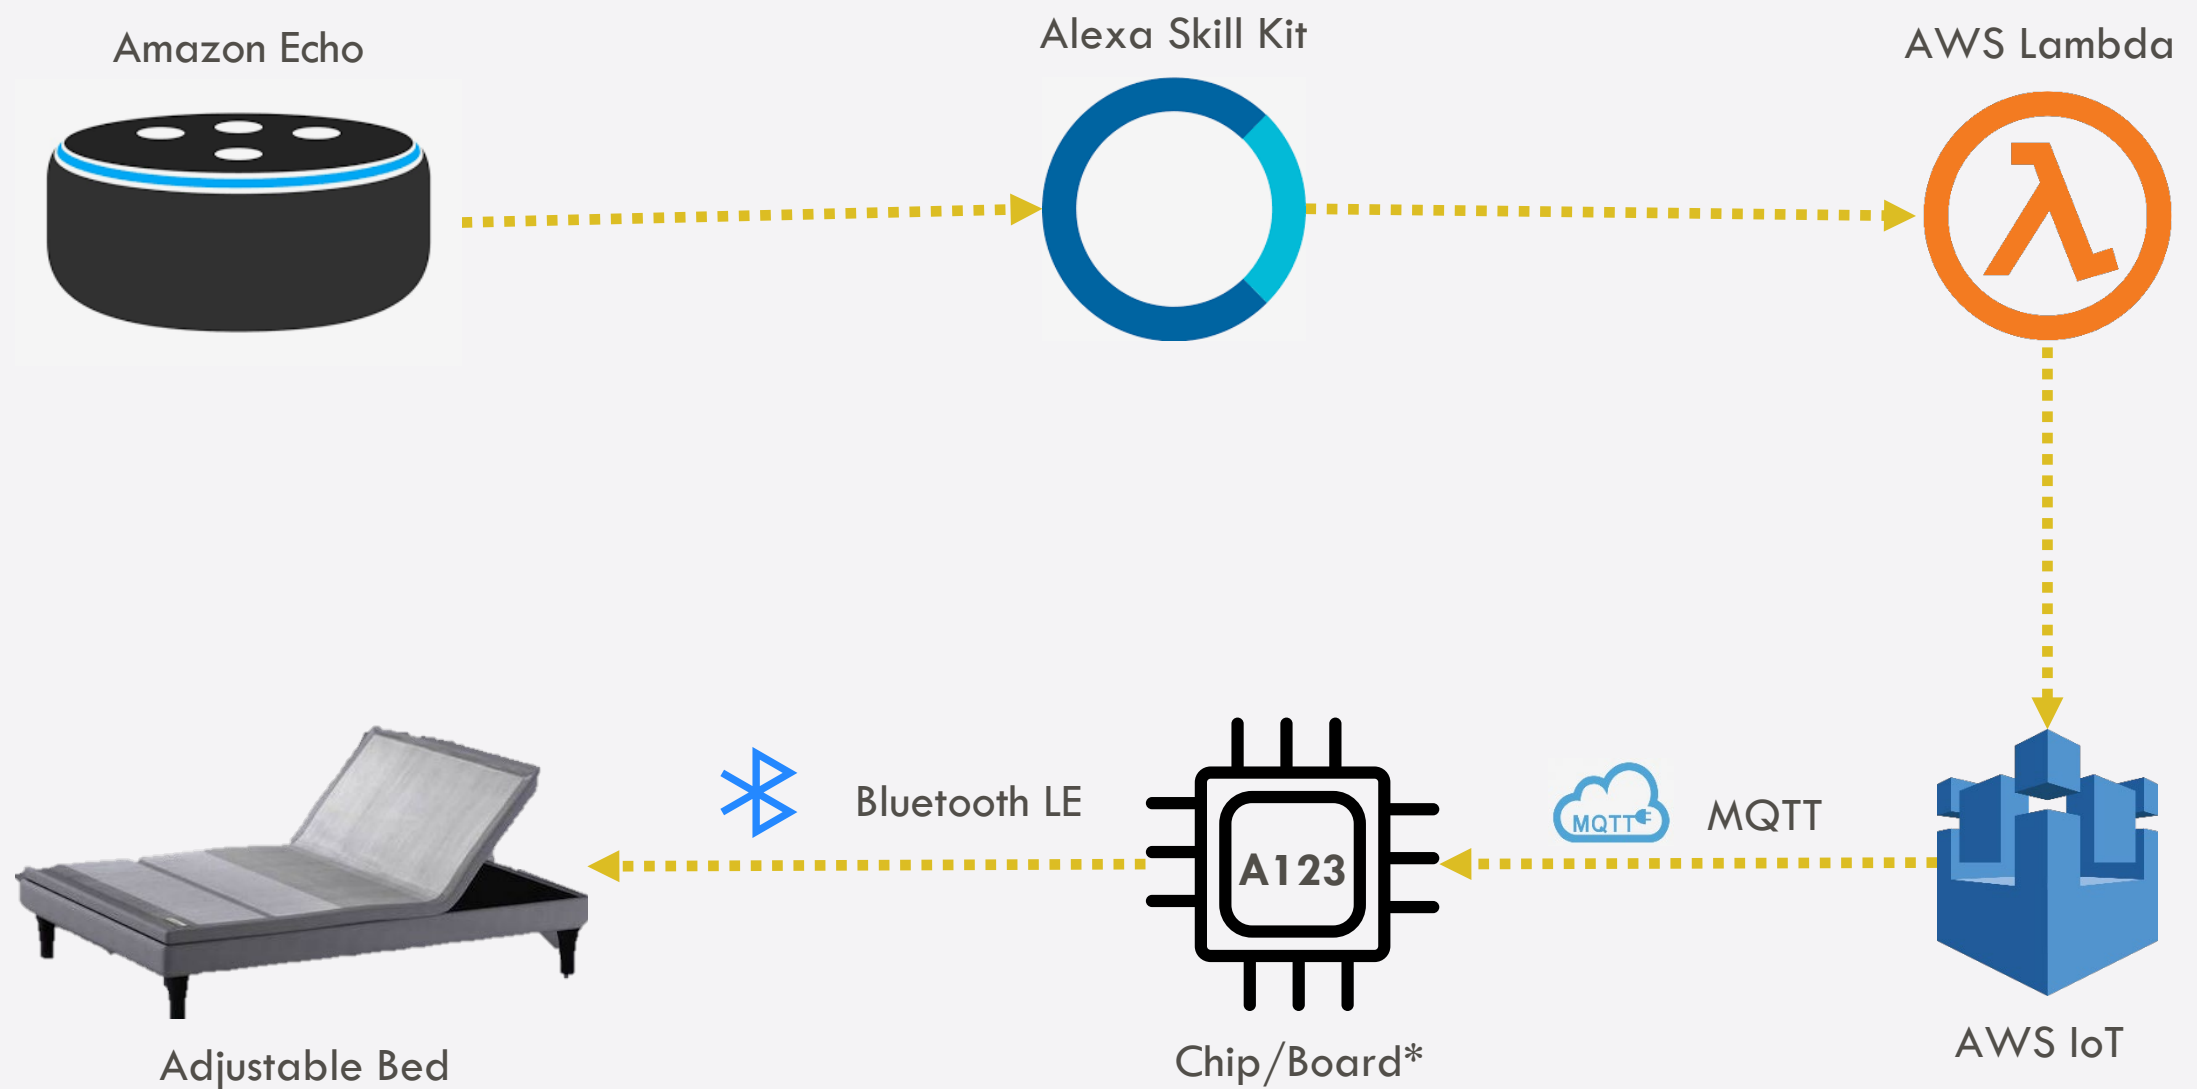 Amazon Echo
Alexa Skill Kit
AWS Lambda
Bluetooth LE
MQTT
MQTT
A123
Adjustable Bed
Chip/Board*
AWS IoT